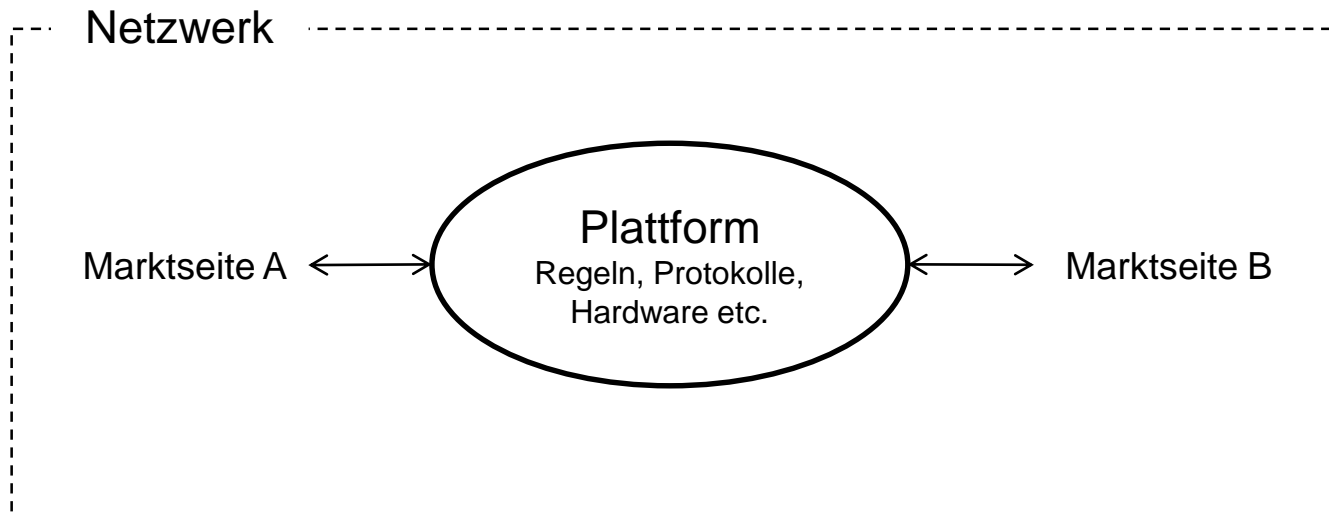 Netzwerk
Plattform
Regeln, Protokolle,
Hardware etc.
Marktseite A
Marktseite B